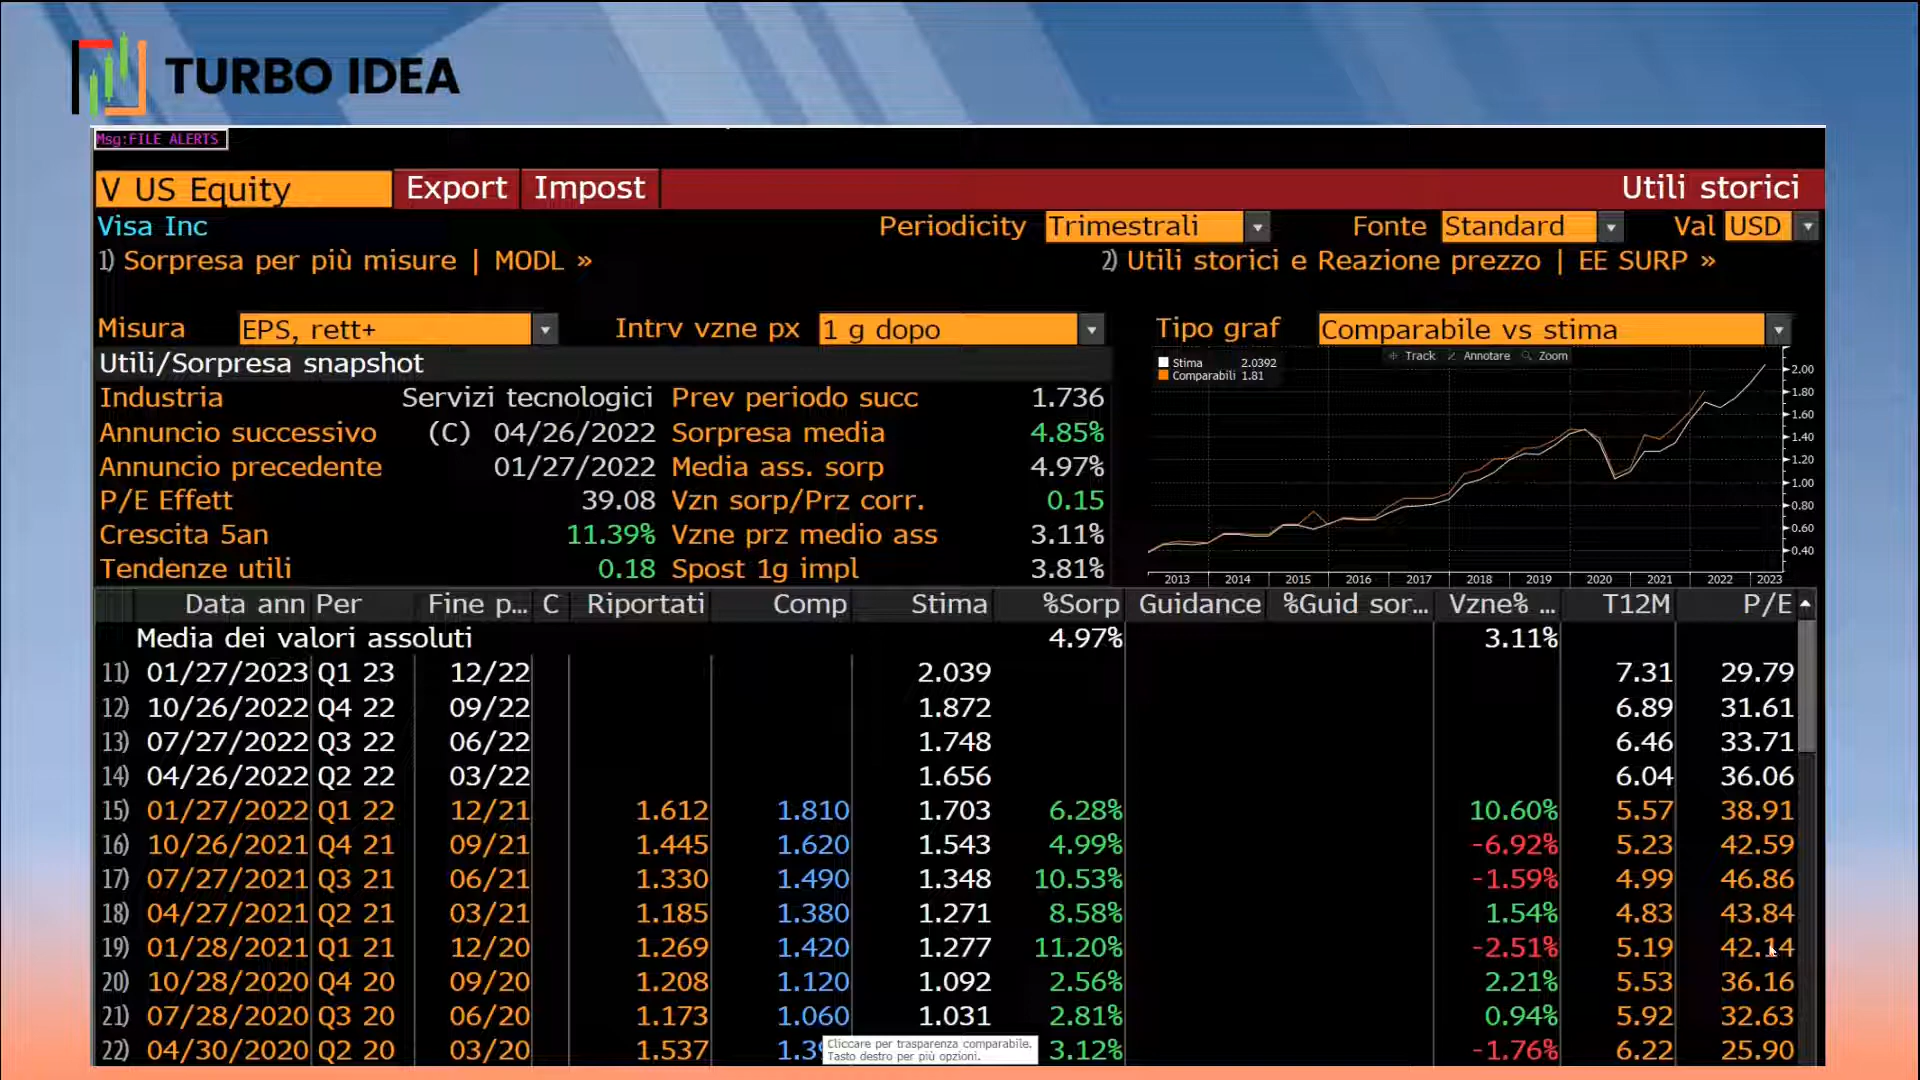 TURBO IDEA
Msg:FILE ALERTS
V US Equity Export Impost Utili storici
Visa Inc Periodicity Trimestrali Fonte Standard Val USD
1) Sorpresa per più misure | MODL » 2) Utili storici e Reazione prezzo | EE SURP »
Misura EPS, rett+ Intrv vzne px 1 g dopo Tipo graf Comparabile vs stima
Utili/Sorpresa snapshot
Industria Servizi tecnologici Prev periodo succ 1.736
Annuncio successivo (C) 04/26/2022 Sorpresa media 4.85%
Annuncio precedente 01/27/2022 Media ass. sorp 4.97%
P/E Effett 39.08 Vzn sorp/Prz corr. 0.15
Crescita 5an 11.39% Vzne prz medio ass 3.11%
Tendenze utili 0.18 Spost 1g impl 3.81%
Track Annotare Zoom
Stima 2.0392
Comparabili 1.81
2.00
1.80
1.60
1.40
1.20
1.00
0.80
0.60
0.40
2013 2014 2015 2016 2017 2018 2019 2020 2021 2022 2023
Data ann Per Fine p... C Riportati Comp Stima %Sorp Guidance %Guid sor... Vzne% ... T12M P/E
Media dei valori assoluti 4.97% 3.11%
11) 01/27/2023 Q1 23 12/22 2.039 7.31 29.79
12) 10/26/2022 Q4 22 09/22 1.872 6.89 31.61
13) 07/27/2022 Q3 22 06/22 1.748 6.46 33.71
14) 04/26/2022 Q2 22 03/22 1.656 6.04 36.06
15) 01/27/2022 Q1 22 12/21 1.612 1.810 1.703 6.28% 10.60% 5.57 38.91
16) 10/26/2021 Q4 21 09/21 1.445 1.620 1.543 4.99% -6.92% 5.23 42.59
17) 07/27/2021 Q3 21 06/21 1.330 1.490 1.348 10.53% -1.59% 4.99 46.86
18) 04/27/2021 Q2 21 03/21 1.185 1.380 1.271 8.58% 1.54% 4.83 43.84
19) 01/28/2021 Q1 21 12/20 1.269 1.420 1.277 11.20% -2.51% 5.19 42.14
20) 10/28/2020 Q4 20 09/20 1.208 1.120 1.092 2.56% 2.21% 5.53 36.16
21) 07/28/2020 Q3 20 06/20 1.173 1.060 1.031 2.81% 0.94% 5.92 32.63
22) 04/30/2020 Q2 20 03/20 1.537 3.12% -1.76% 6.22 25.90
Cliccare per trasparenza comparabile.
Tasto destro per più opzioni.